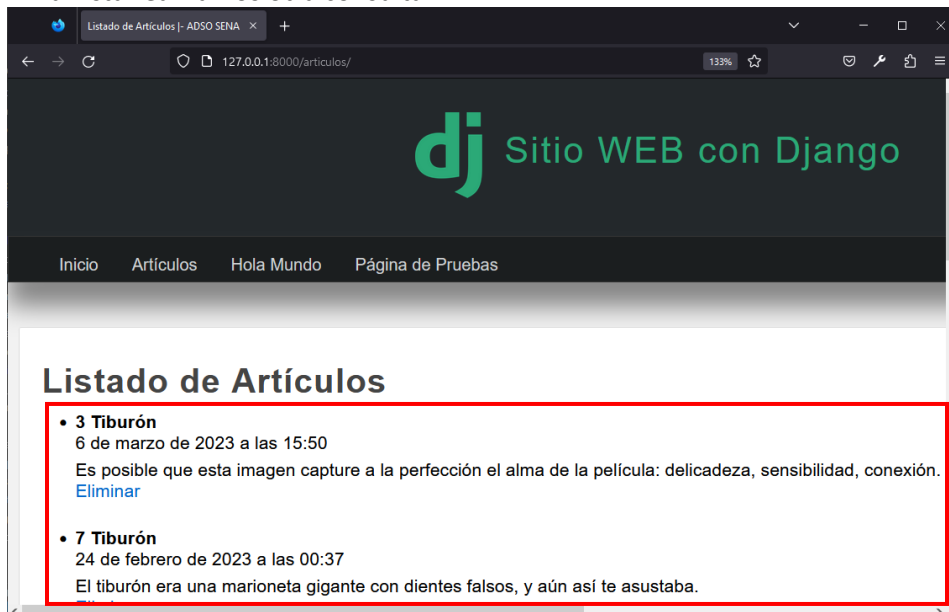 Listado de Artículos |- ADSO SENA
127.0.0.1:8000/articulos/
133%
dj Sitio WEB con Django
Inicio Artículos Hola Mundo Página de Pruebas
Listado de Artículos
3 Tiburón
6 de marzo de 2023 a las 15:50
Es posible que esta imagen capture a la perfección el alma de la película: delicadeza, sensibilidad, conexión.
Eliminar
7 Tiburón
24 de febrero de 2023 a las 00:37
El tiburón era una marioneta gigante con dientes falsos, y aún así te asustaba.